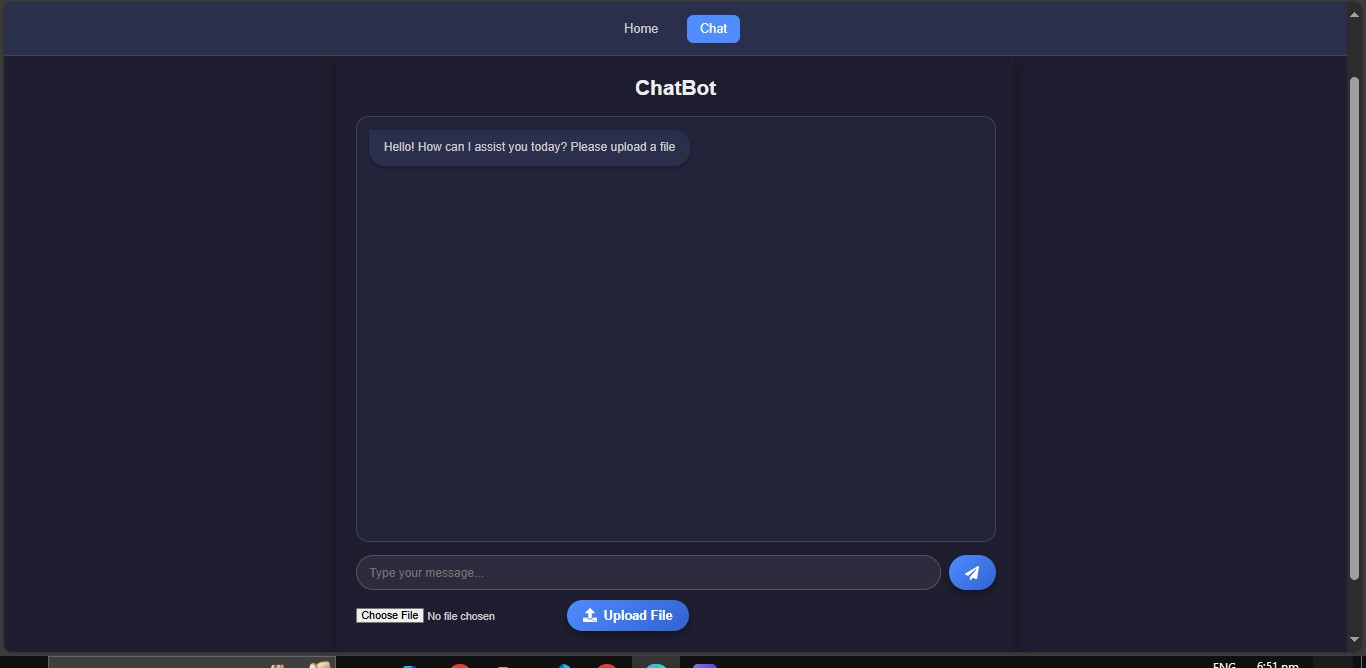 Home Chat
ChatBot
Hello! How can I assist you today? Please upload a file
Type your message...
Choose File No file chosen Upload File
ENG 6:51 pm